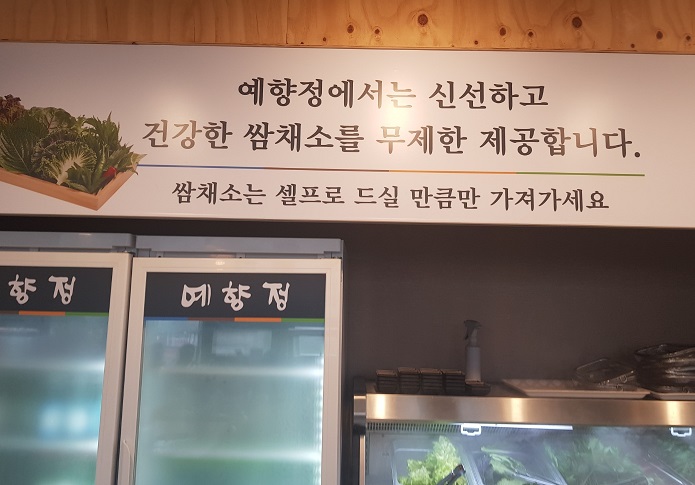 예향정에서는 신선하고
건강한 쌈채소를 무제한 제공합니다.
쌈채소는 셀프로 드실 만큼만 가져가세요
향정
예향정